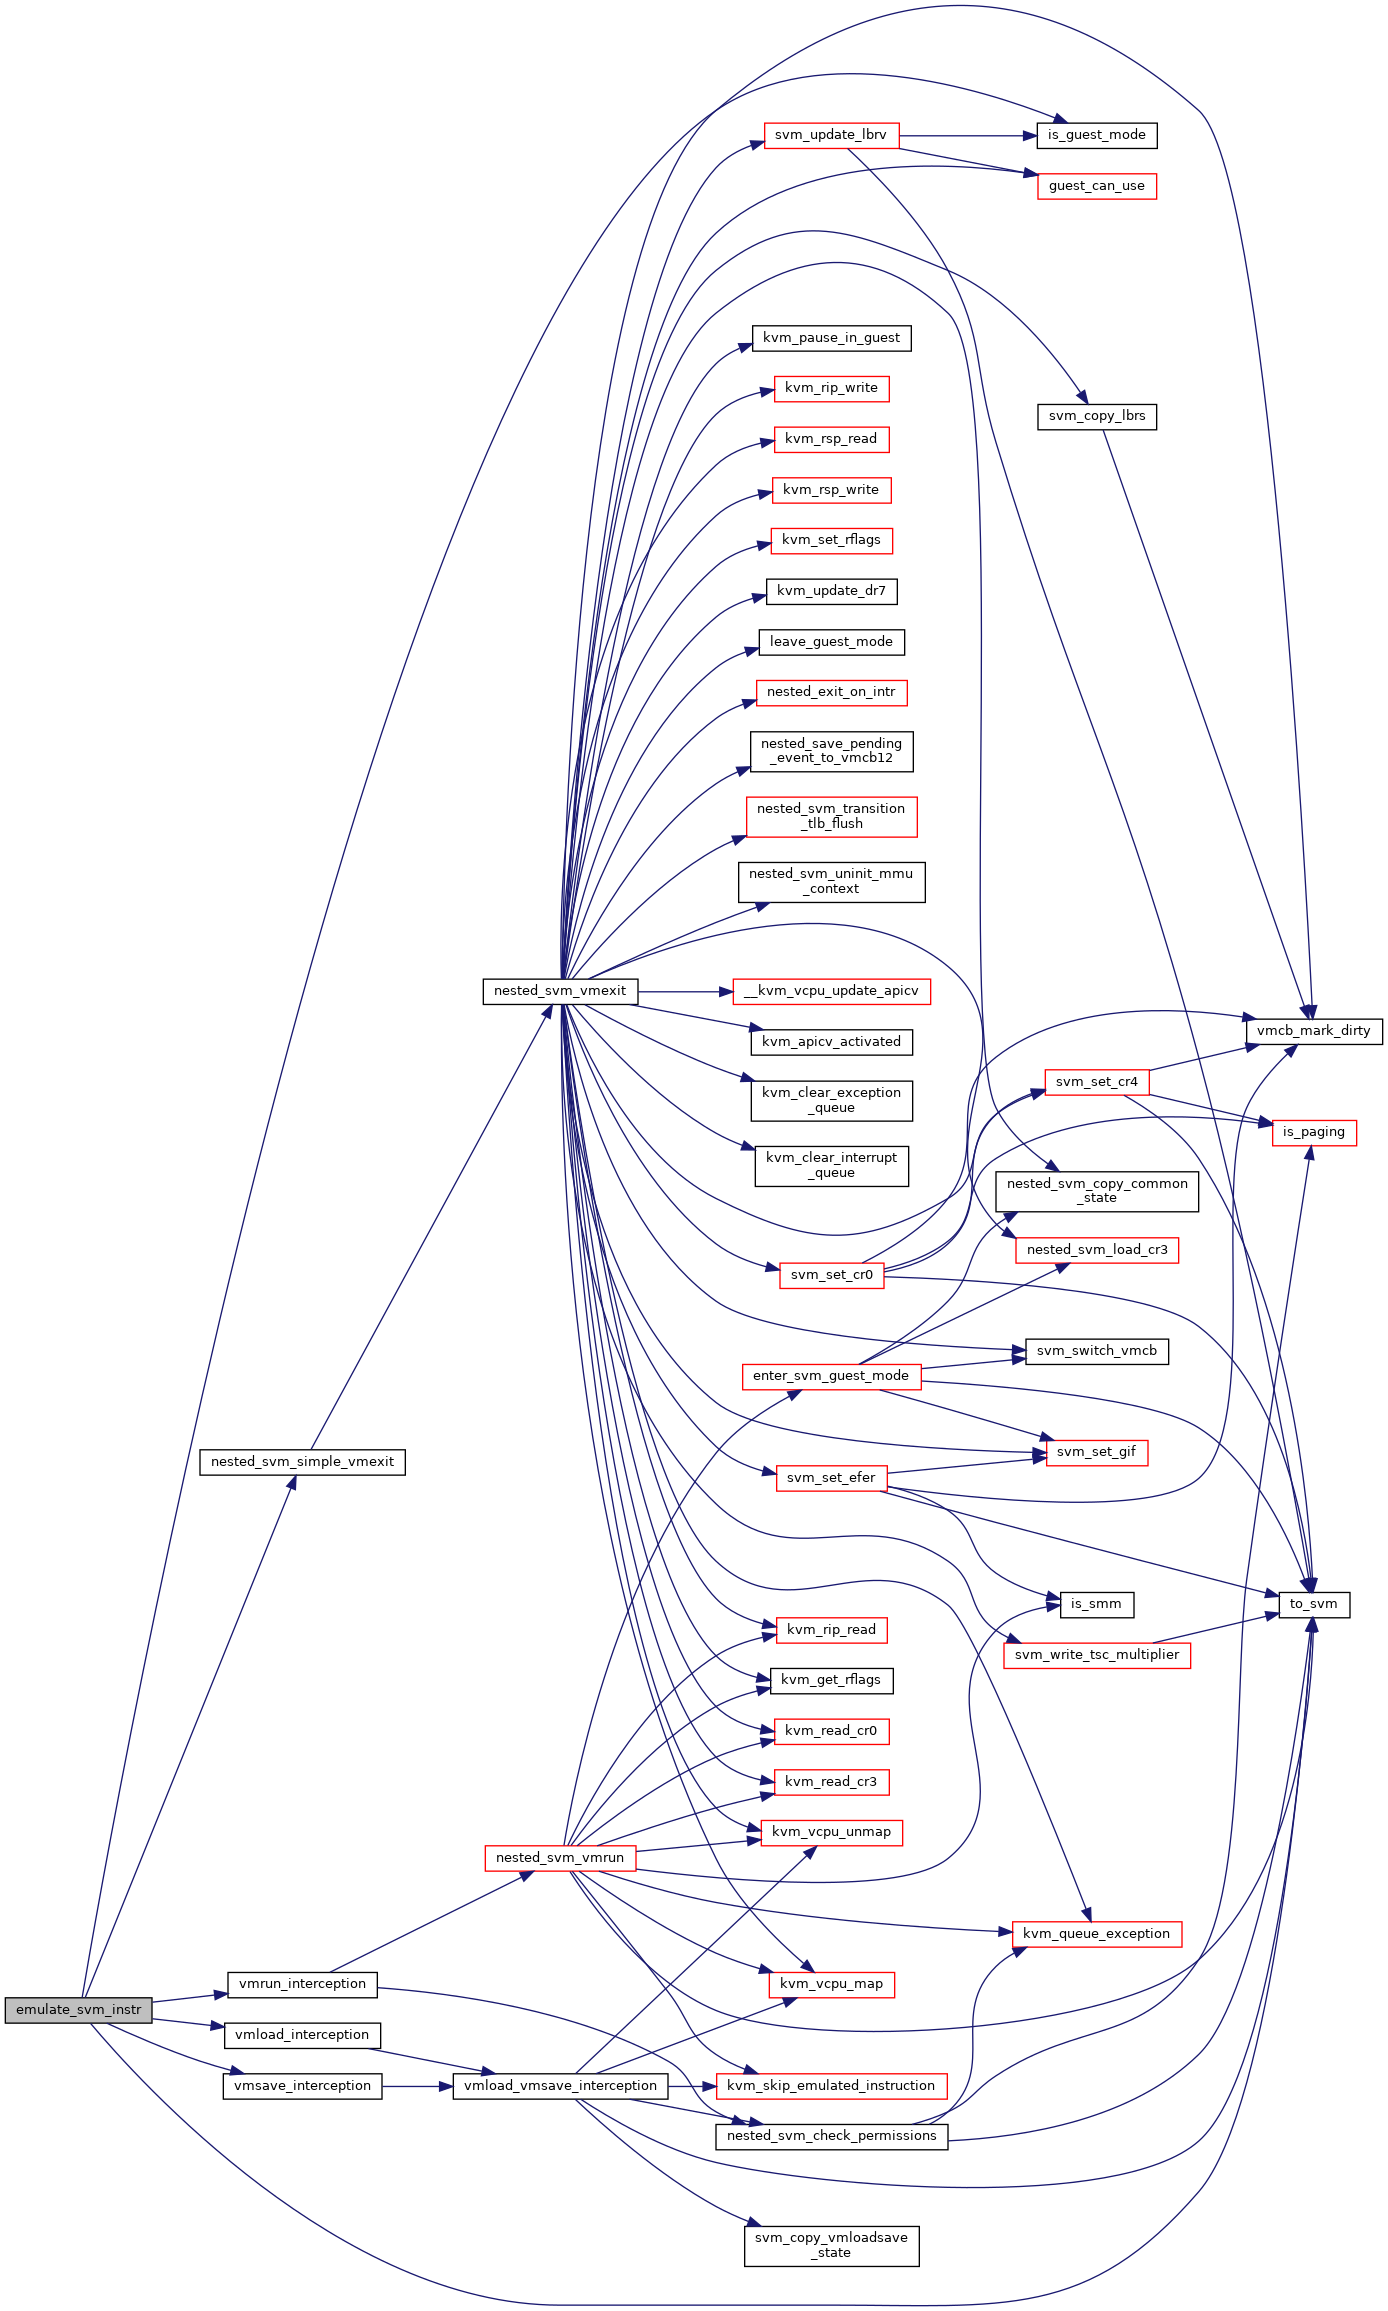 svm_update_lbrv
is_guest_mode
guest_can_use
kvm_pause_in_guest
kvm_rip_write
svm_copy_lbrs
kvm_rsp_read
kvm_rsp_write
kvm_set_rflags
kvm_update_dr7
leave_guest_mode
nested_exit_on_intr
nested_save_pending
_event_to_vmcb12
nested_svm_transition
_tlb_flush
nested_svm_uninit_mmu
_context
nested_svm_vmexit
__kvm_vcpu_update_apicv
vmcb_mark_dirty
kvm_apicv_activated
svm_set_cr4
kvm_clear_exception
_queue
is_paging
kvm_clear_interrupt
_queue
nested_svm_copy_common
_state
nested_svm_load_cr3
svm_set_cr0
svm_switch_vmcb
enter_svm_guest_mode
svm_set_gif
nested_svm_simple_vmexit
svm_set_efer
is_smm
to_svm
kvm_rip_read
svm_write_tsc_multiplier
kvm_get_rflags
kvm_read_cr0
kvm_read_cr3
kvm_vcpu_unmap
nested_svm_vmrun
kvm_queue_exception
vmrun_interception
kvm_vcpu_map
emulate_svm_instr
vmload_interception
vmsave_interception
vmload_vmsave_interception
kvm_skip_emulated_instruction
nested_svm_check_permissions
svm_copy_vmloadsave
_state